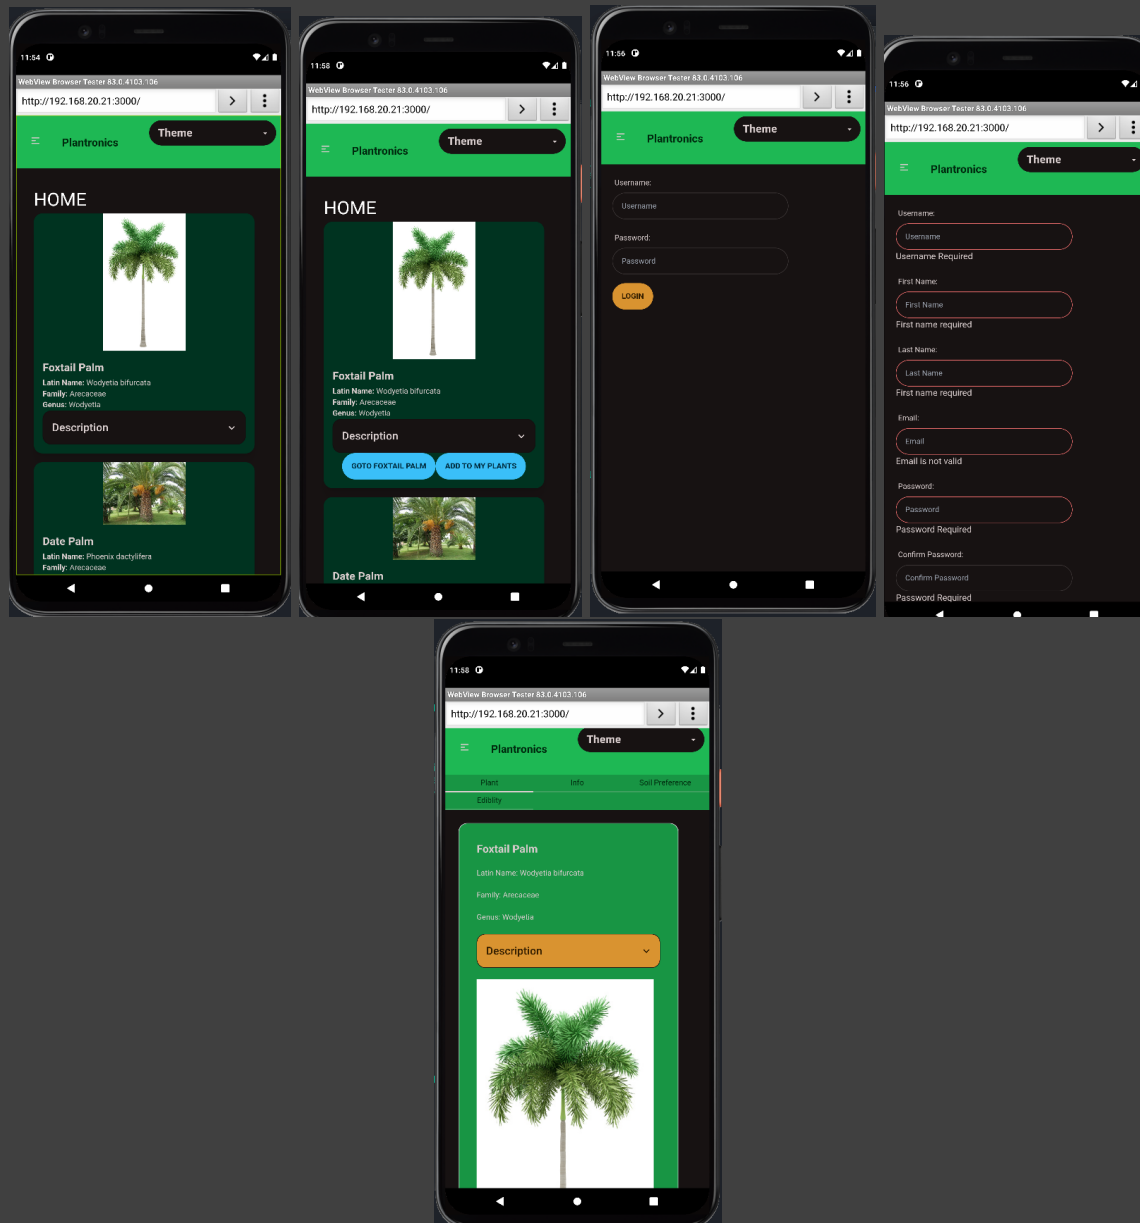 11:54
WebView Browser Tester 83.0.4103.106
http://192.168.20.21:3000/
Plantronics
Theme
HOME
Foxtail Palm
Latin Name: Wodyetia bifurcata
Family: Arecaceae
Genus: Wodyetia
Description
Date Palm
Latin Name: Phoenix dactylifera
Family: Arecaceae
11:58
WebView Browser Tester 83.0.4103.106
http://192.168.20.21:3000/
Plantronics
Theme
HOME
Foxtail Palm
Latin Name: Wodyetia bifurcata
Family: Arecaceae
Genus: Wodyetia
Description
GOTO FOXTAIL PALM ADD TO MY PLANTS
Date Palm
11:56
WebView Browser Tester 83.0.4103.106
http://192.168.20.21:3000/
Plantronics
Theme
Username:
Username
Password:
Password
LOGIN
11:56
WebView Browser Tester 83.0.4103.106
http://192.168.20.21:3000/
Plantronics
Theme
Username:
Username
Username Required
First Name:
First Name
First name required
Last Name:
Last Name
First name required
Email:
Email
Email is not valid
Password:
Password
Password Required
Confirm Password:
Confirm Password
Password Required
11:58
WebView Browser Tester 83.0.4103.106
http://192.168.20.21:3000/
Plantronics
Theme
Plant Info Soil Preference
Ediblity
Foxtail Palm
Latin Name: Wodyetia bifurcata
Family: Arecaceae
Genus: Wodyetia
Description